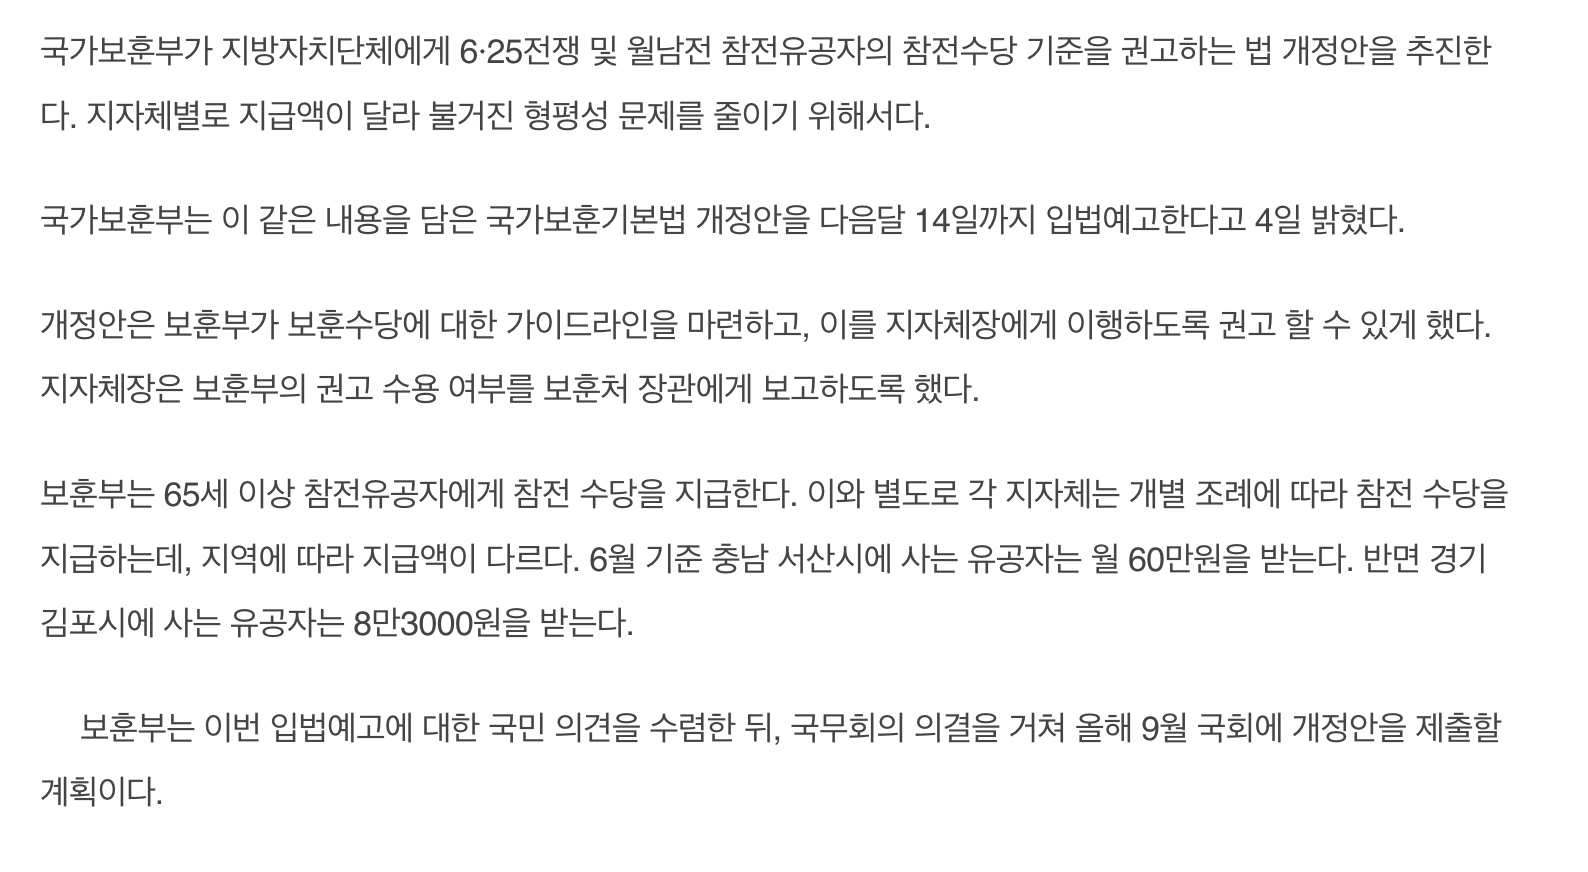 국가보훈부가 지방자치단체에게 6·25전쟁 및 월남전 참전유공자의 참전수당 기준을 권고하는 법 개정안을 추진한
다. 지자체별로 지급액이 달라 불거진 형평성 문제를 줄이기 위해서다.
국가보훈부는 이 같은 내용을 담은 국가보훈기본법 개정안을 다음달 14일까지 입법예고한다고 4일 밝혔다.
개정안은 보훈부가 보훈수당에 대한 가이드라인을 마련하고, 이를 지자체장에게 이행하도록 권고 할 수 있게 했다.
지자체장은 보훈부의 권고 수용 여부를 보훈처 장관에게 보고하도록 했다.
보훈부는 65세 이상 참전유공자에게 참전 수당을 지급한다. 이와 별도로 각 지자체는 개별 조례에 따라 참전 수당을
지급하는데, 지역에 따라 지급액이 다르다. 6월 기준 충남 서산시에 사는 유공자는 월 60만원을 받는다. 반면 경기
김포시에 사는 유공자는 8만3000원을 받는다.
보훈부는 이번 입법예고에 대한 국민 의견을 수렴한 뒤, 국무회의 의결을 거쳐 올해 9월 국회에 개정안을 제출할
계획이다.